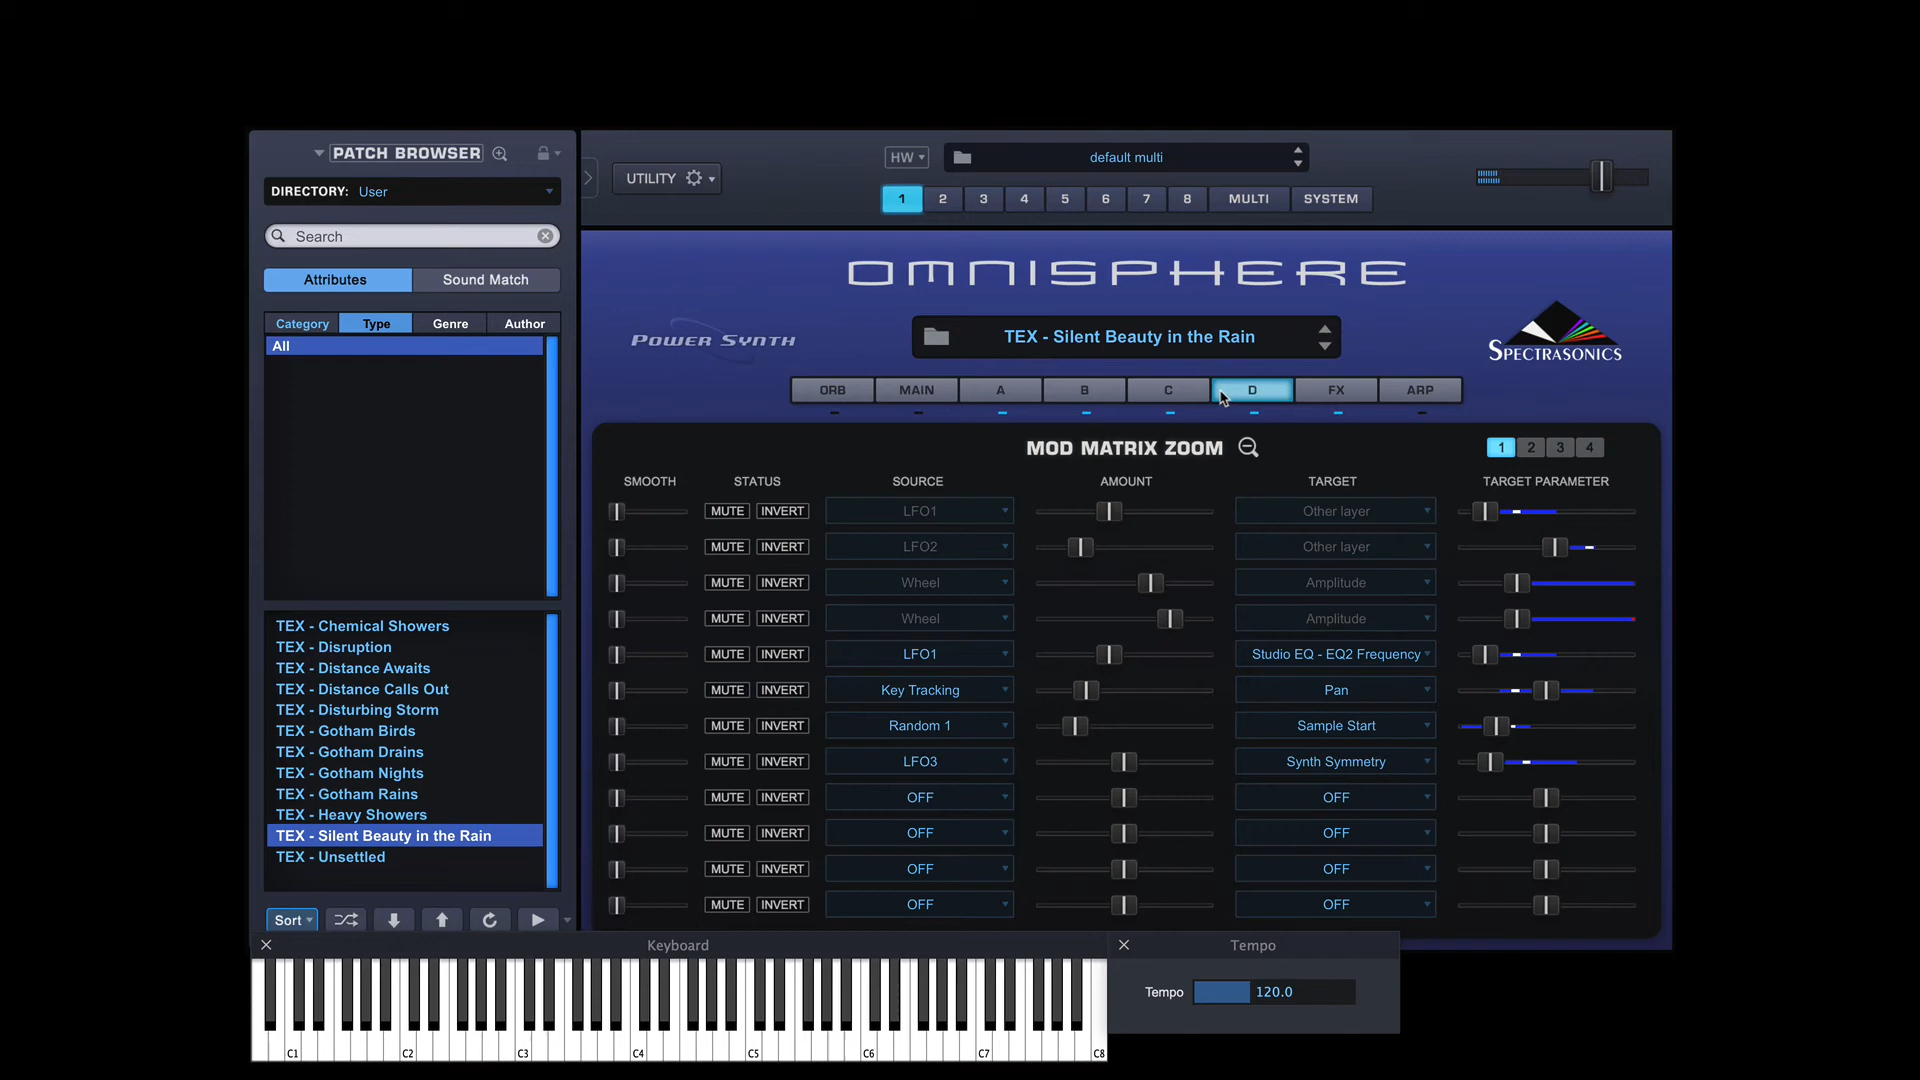 PATCH BROWSER
DIRECTORY: User
Search
Attributes Sound Match
Category Type Genre Author
All
TEX - Chemical Showers
TEX - Disruption
TEX - Distance Awaits
TEX - Distance Calls Out
TEX - Disturbing Storm
TEX - Gotham Birds
TEX - Gotham Drains
TEX - Gotham Nights
TEX - Gotham Rains
TEX - Heavy Showers
TEX - Silent Beauty in the Rain
TEX - Unsettled
Sort
UTILITY
HW default multi
1 2 3 4 5 6 7 8 MULTI SYSTEM
OMNISPHERE
POWER SYNTH
TEX - Silent Beauty in the Rain
SPECTRASONICS
ORB MAIN A B C D FX ARP
MOD MATRIX ZOOM
1 2 3 4
SMOOTH STATUS SOURCE AMOUNT TARGET TARGET PARAMETER
MUTE INVERT LFO1 Other layer
MUTE INVERT LFO2 Other layer
MUTE INVERT Wheel Amplitude
MUTE INVERT Wheel Amplitude
MUTE INVERT LFO1 Studio EQ - EQ2 Frequency
MUTE INVERT Key Tracking Pan
MUTE INVERT Random 1 Sample Start
MUTE INVERT LFO3 Synth Symmetry
MUTE INVERT OFF OFF
MUTE INVERT OFF OFF
MUTE INVERT OFF OFF
MUTE INVERT OFF OFF
Keyboard
C1 C2 C3 C4 C5 C6 C7 C8
Tempo
Tempo 120.0